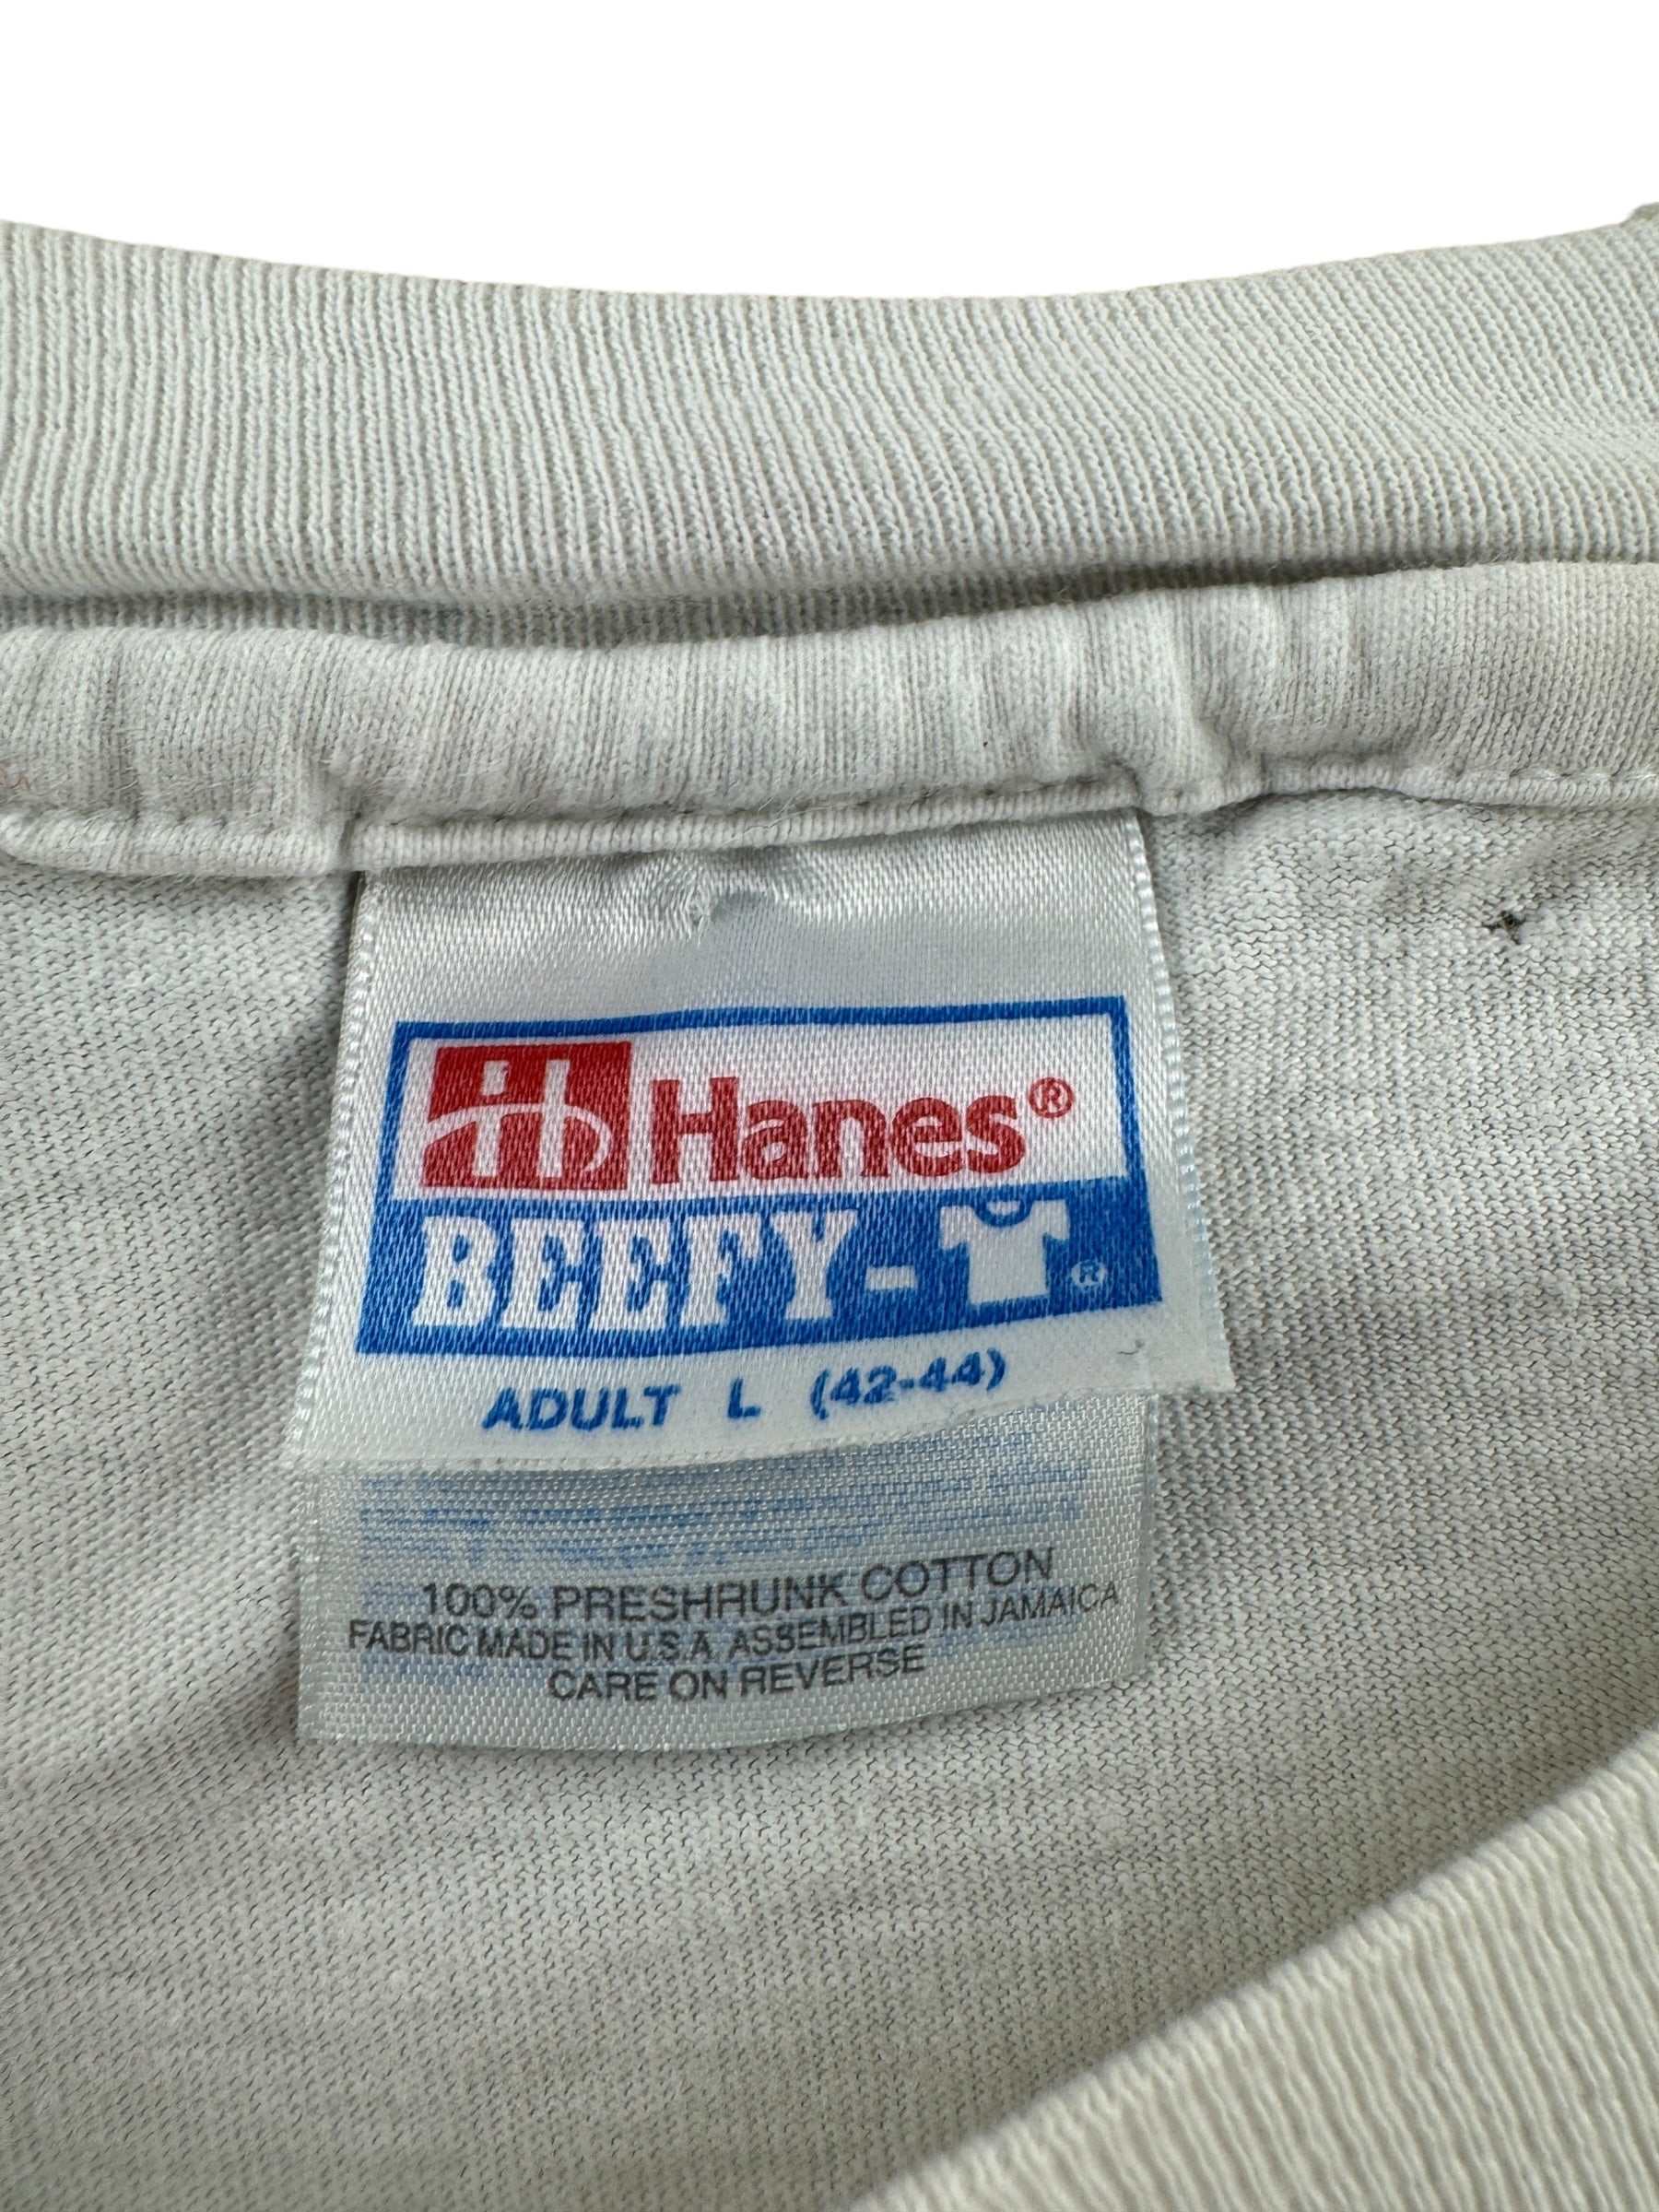 Hanes®
BEEFY-®
ADULT L (42-44)
100% PRESHRUNK COTTON
FABRIC MADE IN U.S.A. ASSEMBLED IN JAMAICA
CARE ON REVERSE